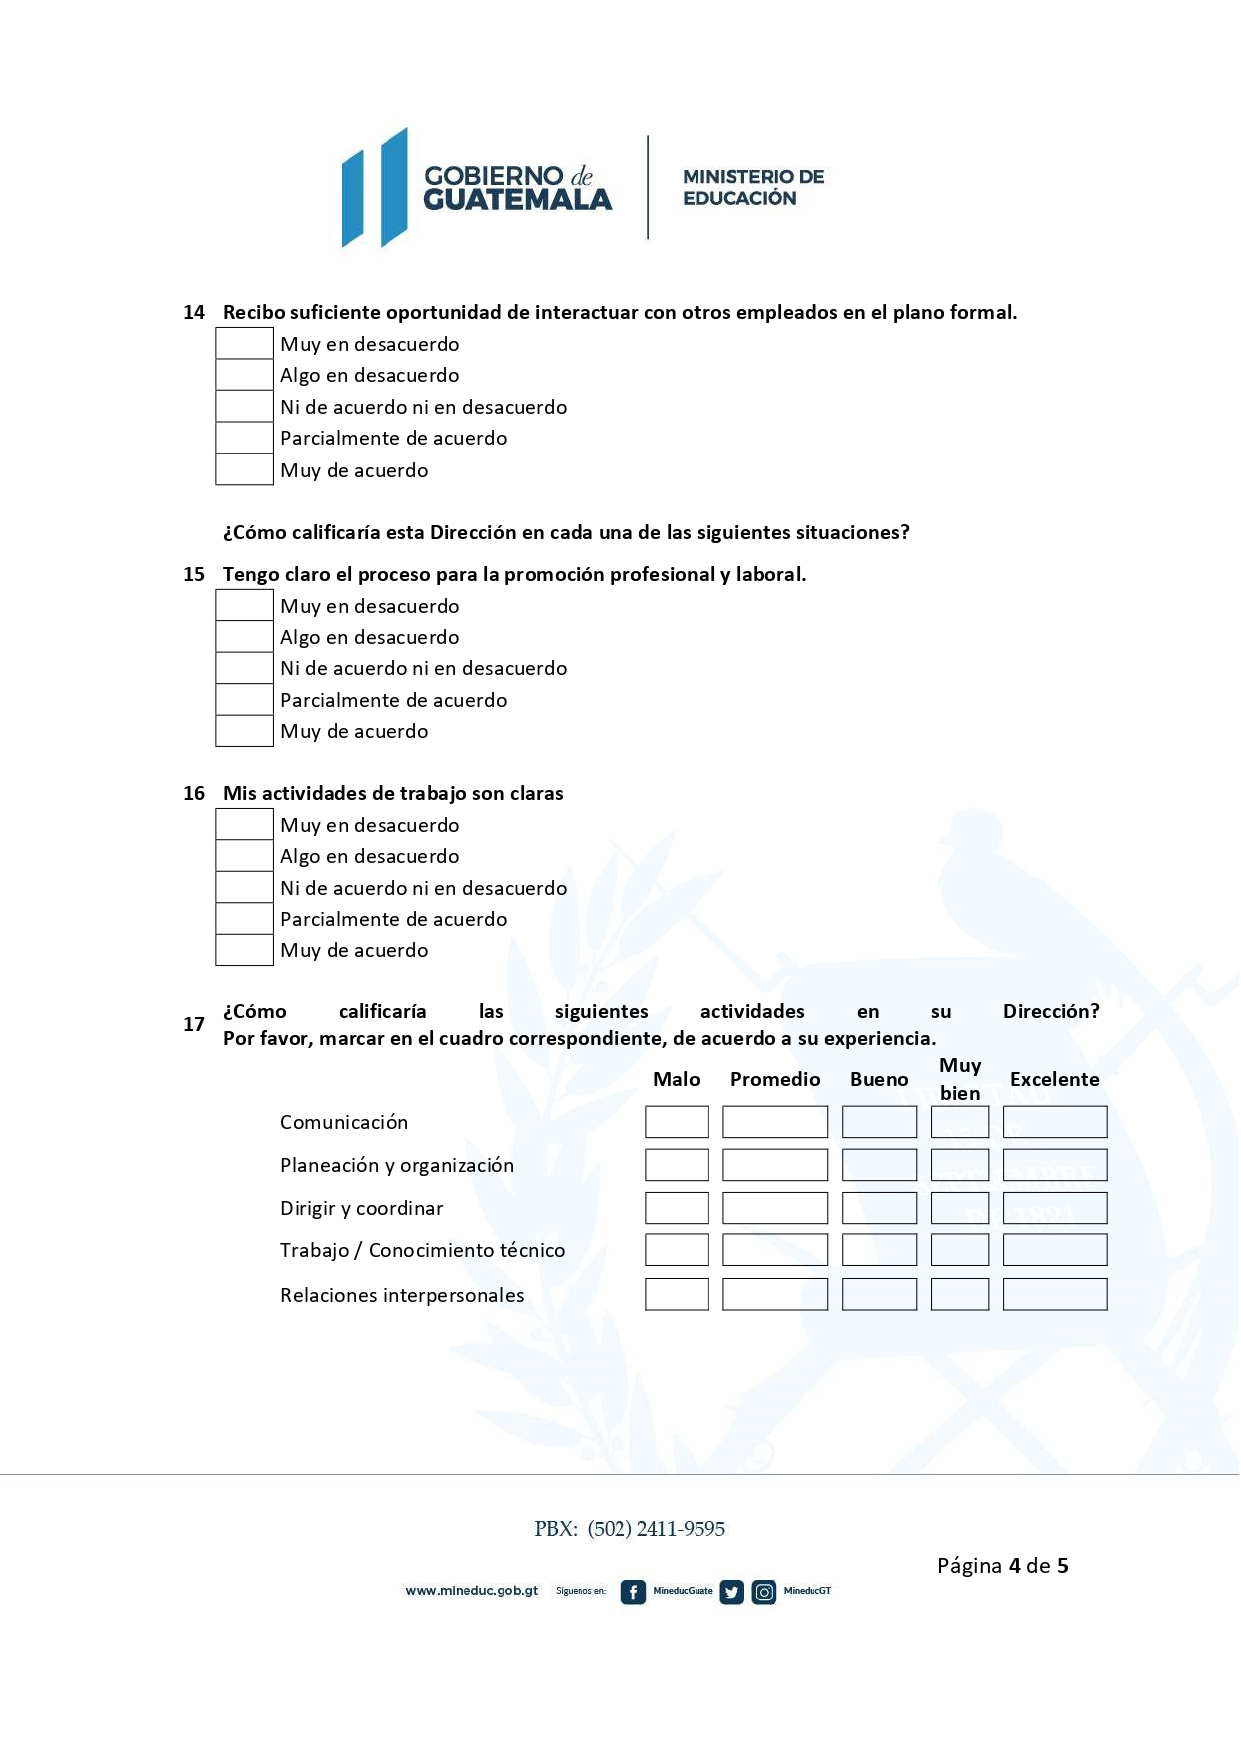 GOBIERNO de
GUATEMALA
MINISTERIO DE
EDUCACIÓN
14 Recibo suficiente oportunidad de interactuar con otros empleados en el plano formal.
Muy en desacuerdo
Algo en desacuerdo
Ni de acuerdo ni en desacuerdo
Parcialmente de acuerdo
Muy de acuerdo
¿Cómo calificaría esta Dirección en cada una de las siguientes situaciones?
15 Tengo claro el proceso para la promoción profesional y laboral.
Muy en desacuerdo
Algo en desacuerdo
Ni de acuerdo ni en desacuerdo
Parcialmente de acuerdo
Muy de acuerdo
16 Mis actividades de trabajo son claras
Muy en desacuerdo
Algo en desacuerdo
Ni de acuerdo ni en desacuerdo
Parcialmente de acuerdo
Muy de acuerdo
17 ¿Cómo calificaría las siguientes actividades en su Dirección?
Por favor, marcar en el cuadro correspondiente, de acuerdo a su experiencia.
Malo Promedio Bueno Muy bien Excelente
Comunicación
Planeación y organización
Dirigir y coordinar
Trabajo / Conocimiento técnico
Relaciones interpersonales
15 DE
SEPTIEMBRE
DE 1821
PBX: (502) 2411-9595
Página 4 de 5
www.mineduc.gob.gt Síguenos en: MineducGuate MineducGT